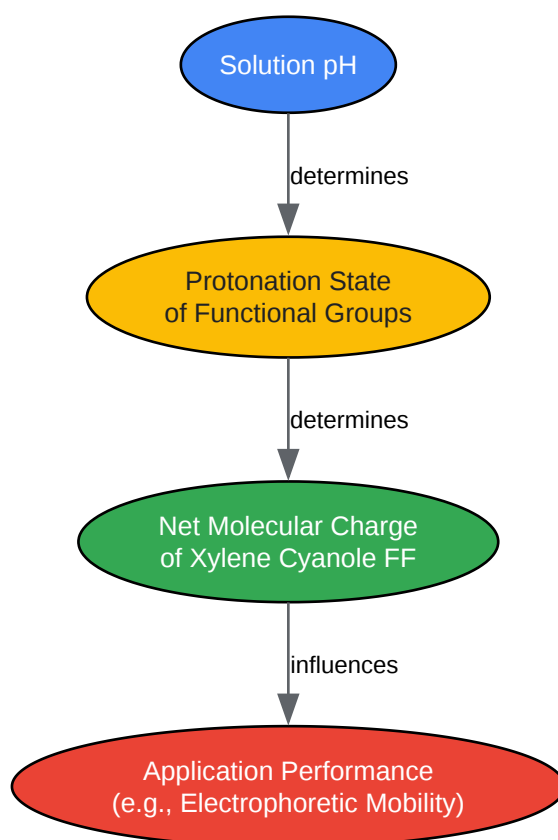 Solution pH
determines
Protonation State
of Functional Groups
determines
Net Molecular Charge
of Xylene Cyanole FF
influences
Application Performance
(e.g., Electrophoretic Mobility)